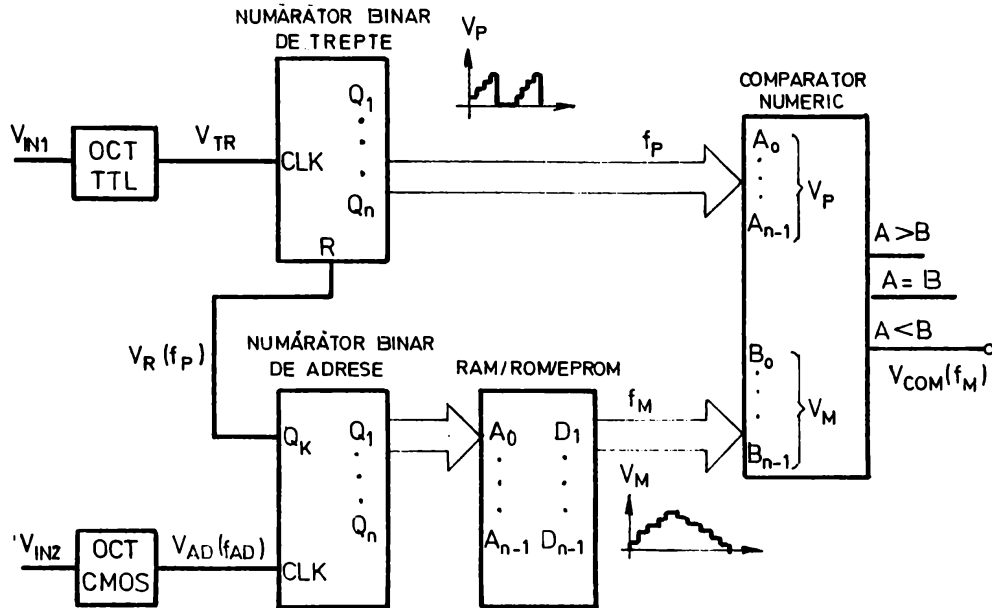 NUMĂRĂTOR BINAR
DE TREPTE
V_P
COMPARATOR
NUMERIC
V_IN1
OCT
TTL
V_TR
CLK
Q_1
Q_n
R
f_P
A_0
A_n-1
V_P
A>B
A=B
A<B
V_COM(f_M)
B_0
B_n-1
V_M
V_R(f_P)
NUMĂRĂTOR BINAR
DE ADRESE
RAM/ROM/EPROM
Q_K
Q_1
Q_n
CLK
A_0 D_1
A_n-1 D_n-1
f_M
V_M
V_IN2
OCT
CMOS
V_AD(f_AD)